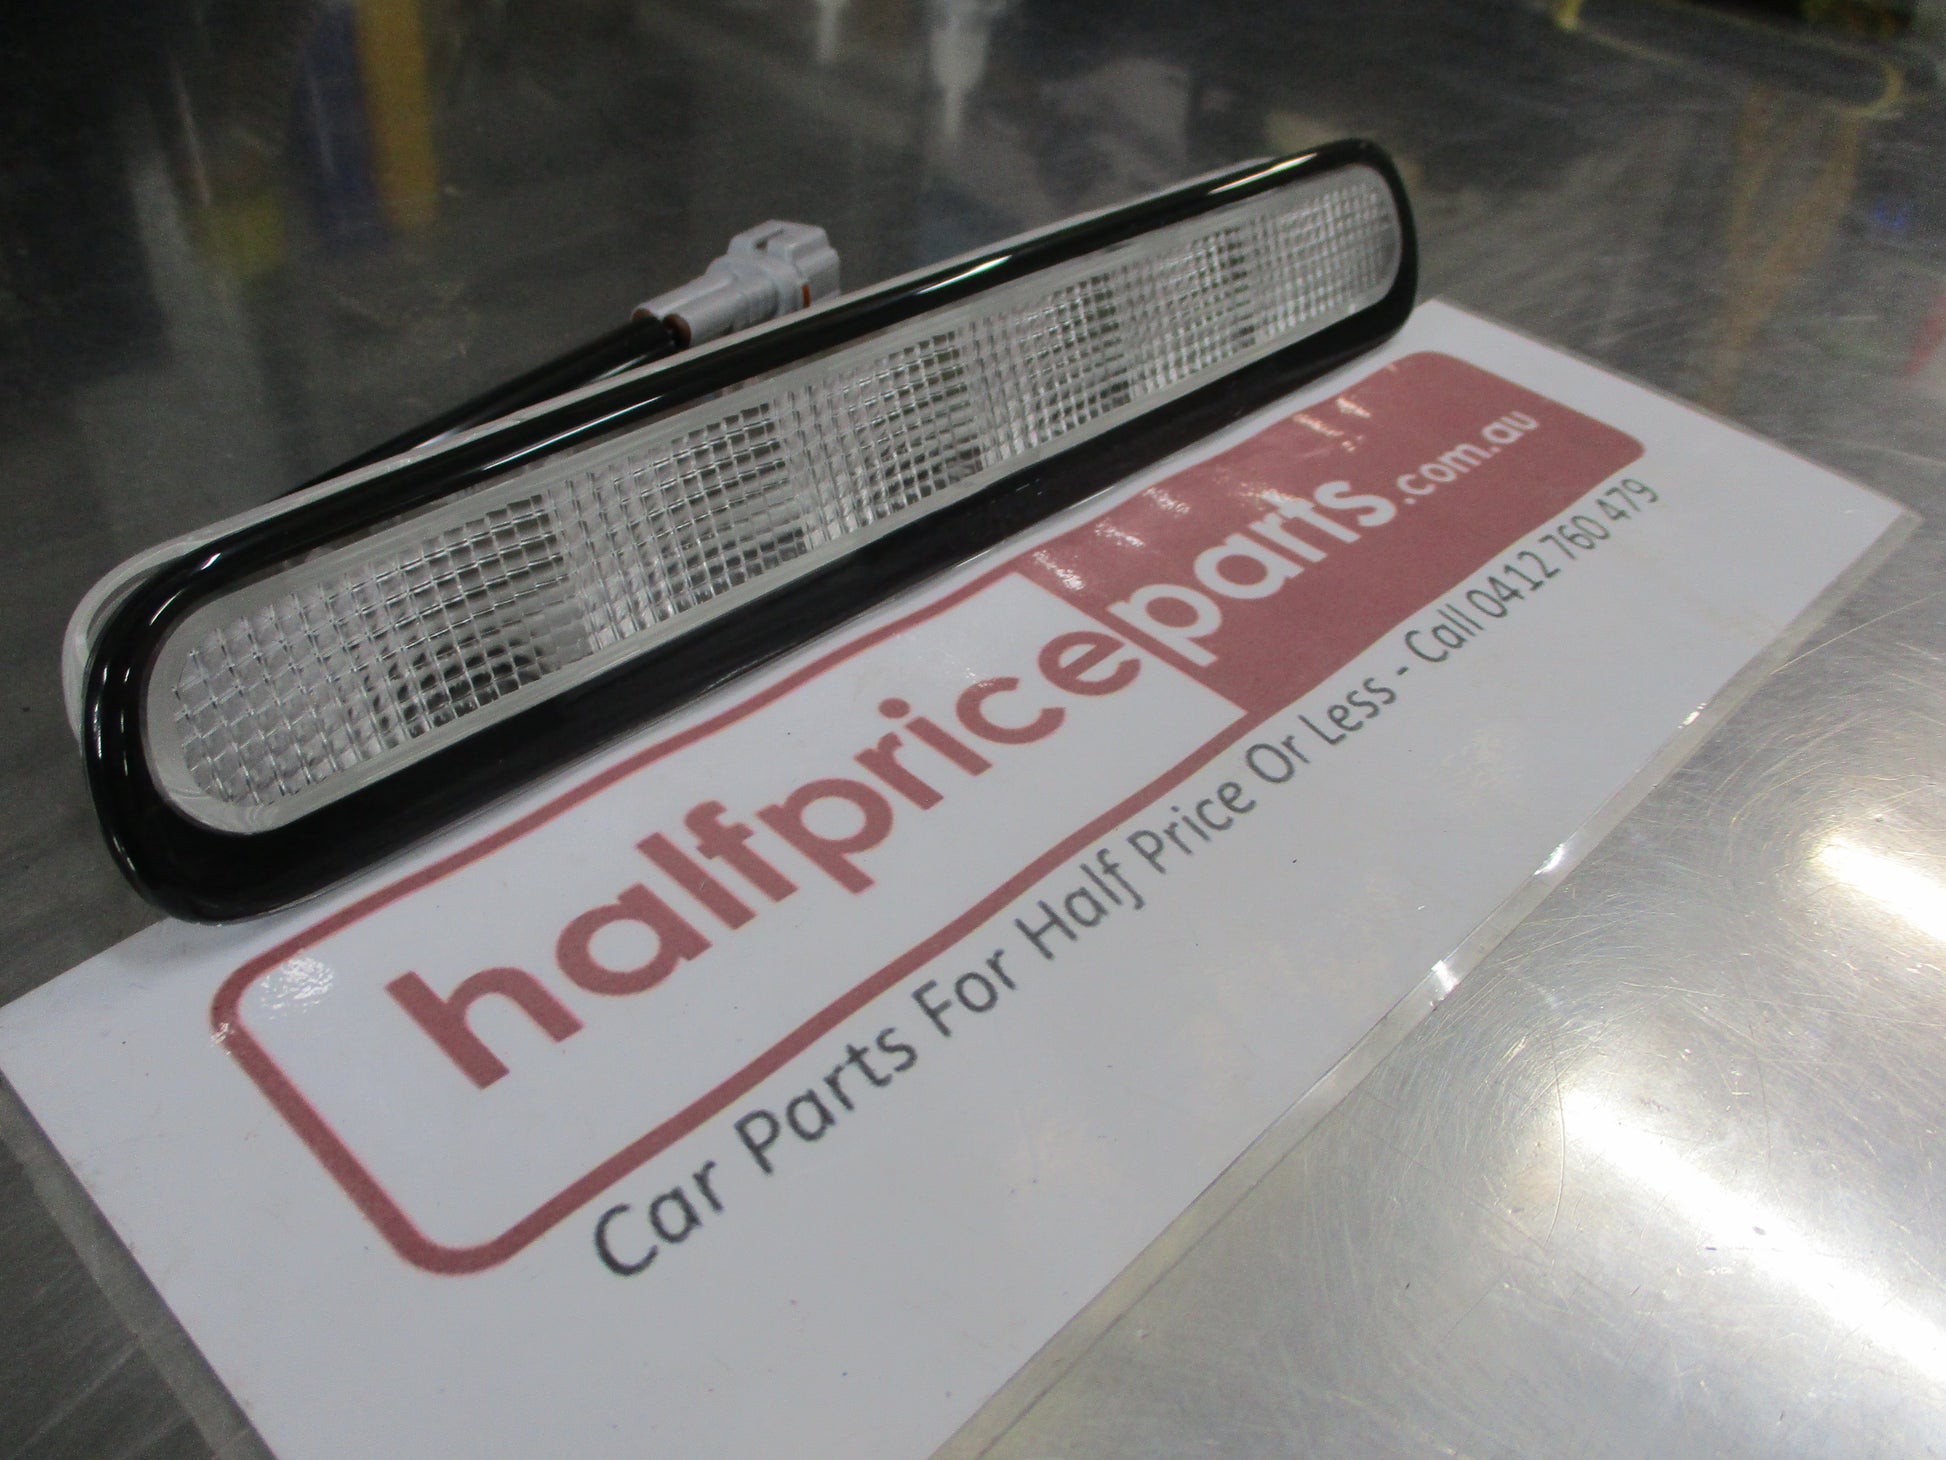 halfpriceparts.com.au
Car Parts For Half Price Or Less - Call 0412 760 479